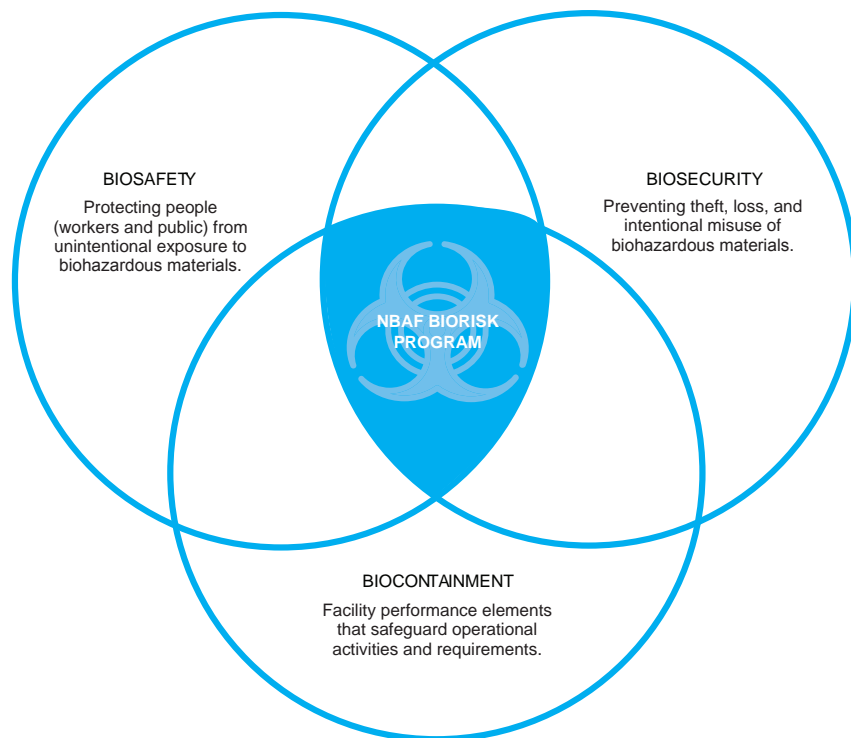 BIOSAFETY
Protecting people
(workers and public) from
unintentional exposure to
biohazardous materials.
BIOSECURITY
Preventing theft, loss, and
intentional misuse of
biohazardous materials.
NBAF BIORISK
PROGRAM
BIOCONTAINMENT
Facility performance elements
that safeguard operational
activities and requirements.